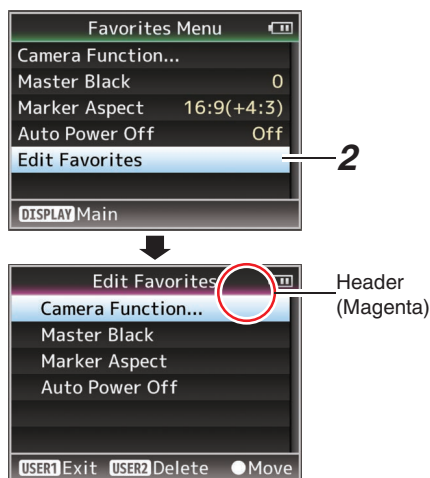 Favorites Menu
Camera Function...
Master Black 0
Marker Aspect 16:9(+4:3)
Auto Power Off Off
Edit Favorites
2
DISPLAY Main
Edit Favorites
Header
(Magenta)
Camera Function...
Master Black
Marker Aspect
Auto Power Off
USER1 Exit USER2 Delete ●Move